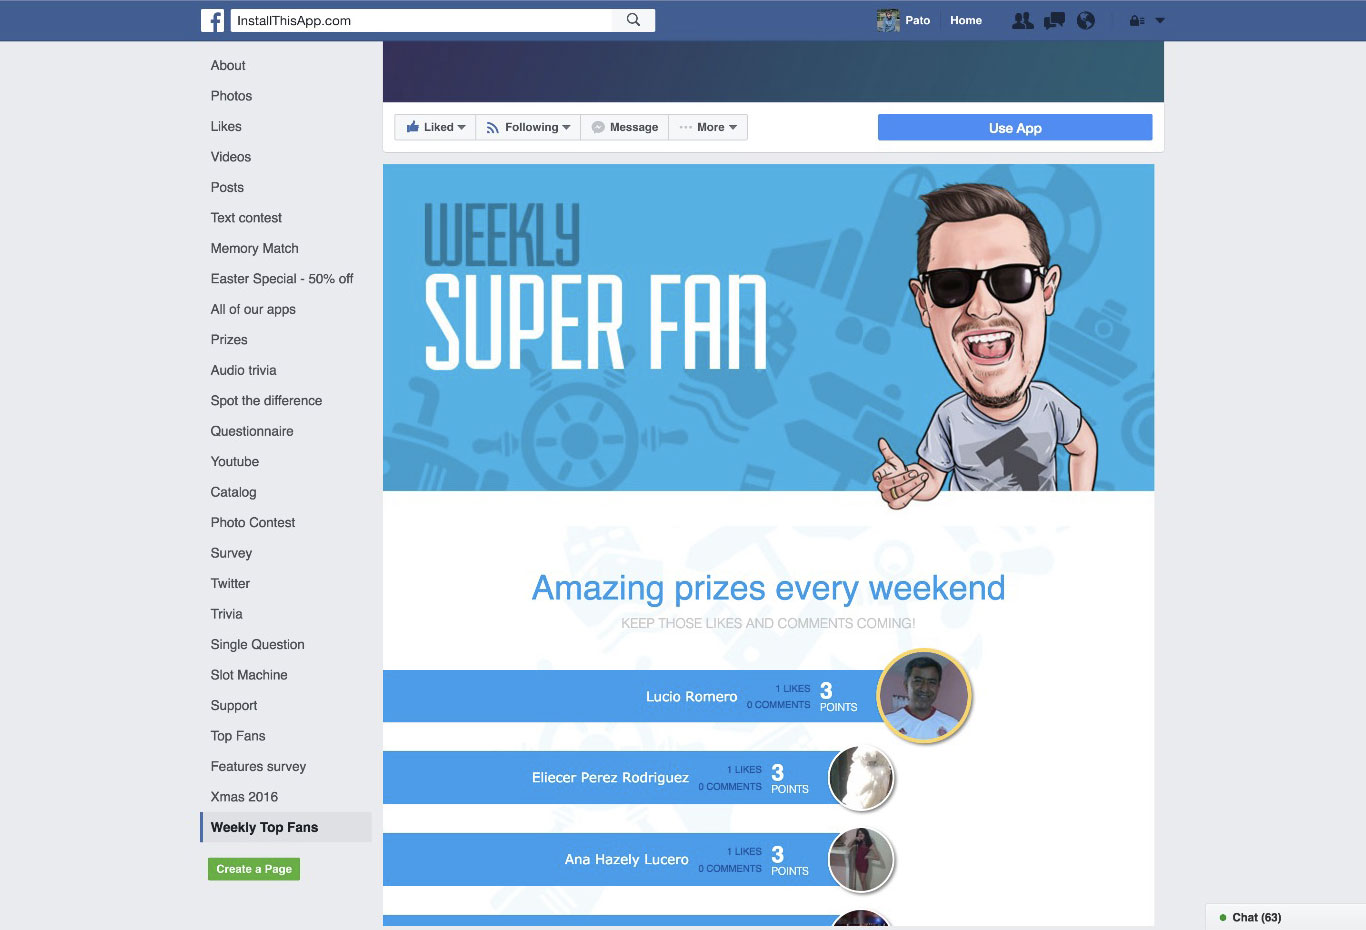 InstallThisApp.com
Pato
Home
About
Photos
Likes
Videos
Posts
Text contest
Memory Match
Easter Special - 50% off
All of our apps
Prizes
Audio trivia
Spot the difference
Questionnaire
Youtube
Catalog
Photo Contest
Survey
Twitter
Trivia
Single Question
Slot Machine
Support
Top Fans
Features survey
Xmas 2016
Weekly Top Fans
Create a Page
Liked
Following
Message
More
Use App
WEEKLY
SUPER FAN
Amazing prizes every weekend
KEEP THOSE LIKES AND COMMENTS COMING!
Lucio Romero
1 LIKES
0 COMMENTS
3
POINTS
Eliecer Perez Rodriguez
1 LIKES
0 COMMENTS
3
POINTS
Ana Hazely Lucero
1 LIKES
0 COMMENTS
3
POINTS
Chat (63)